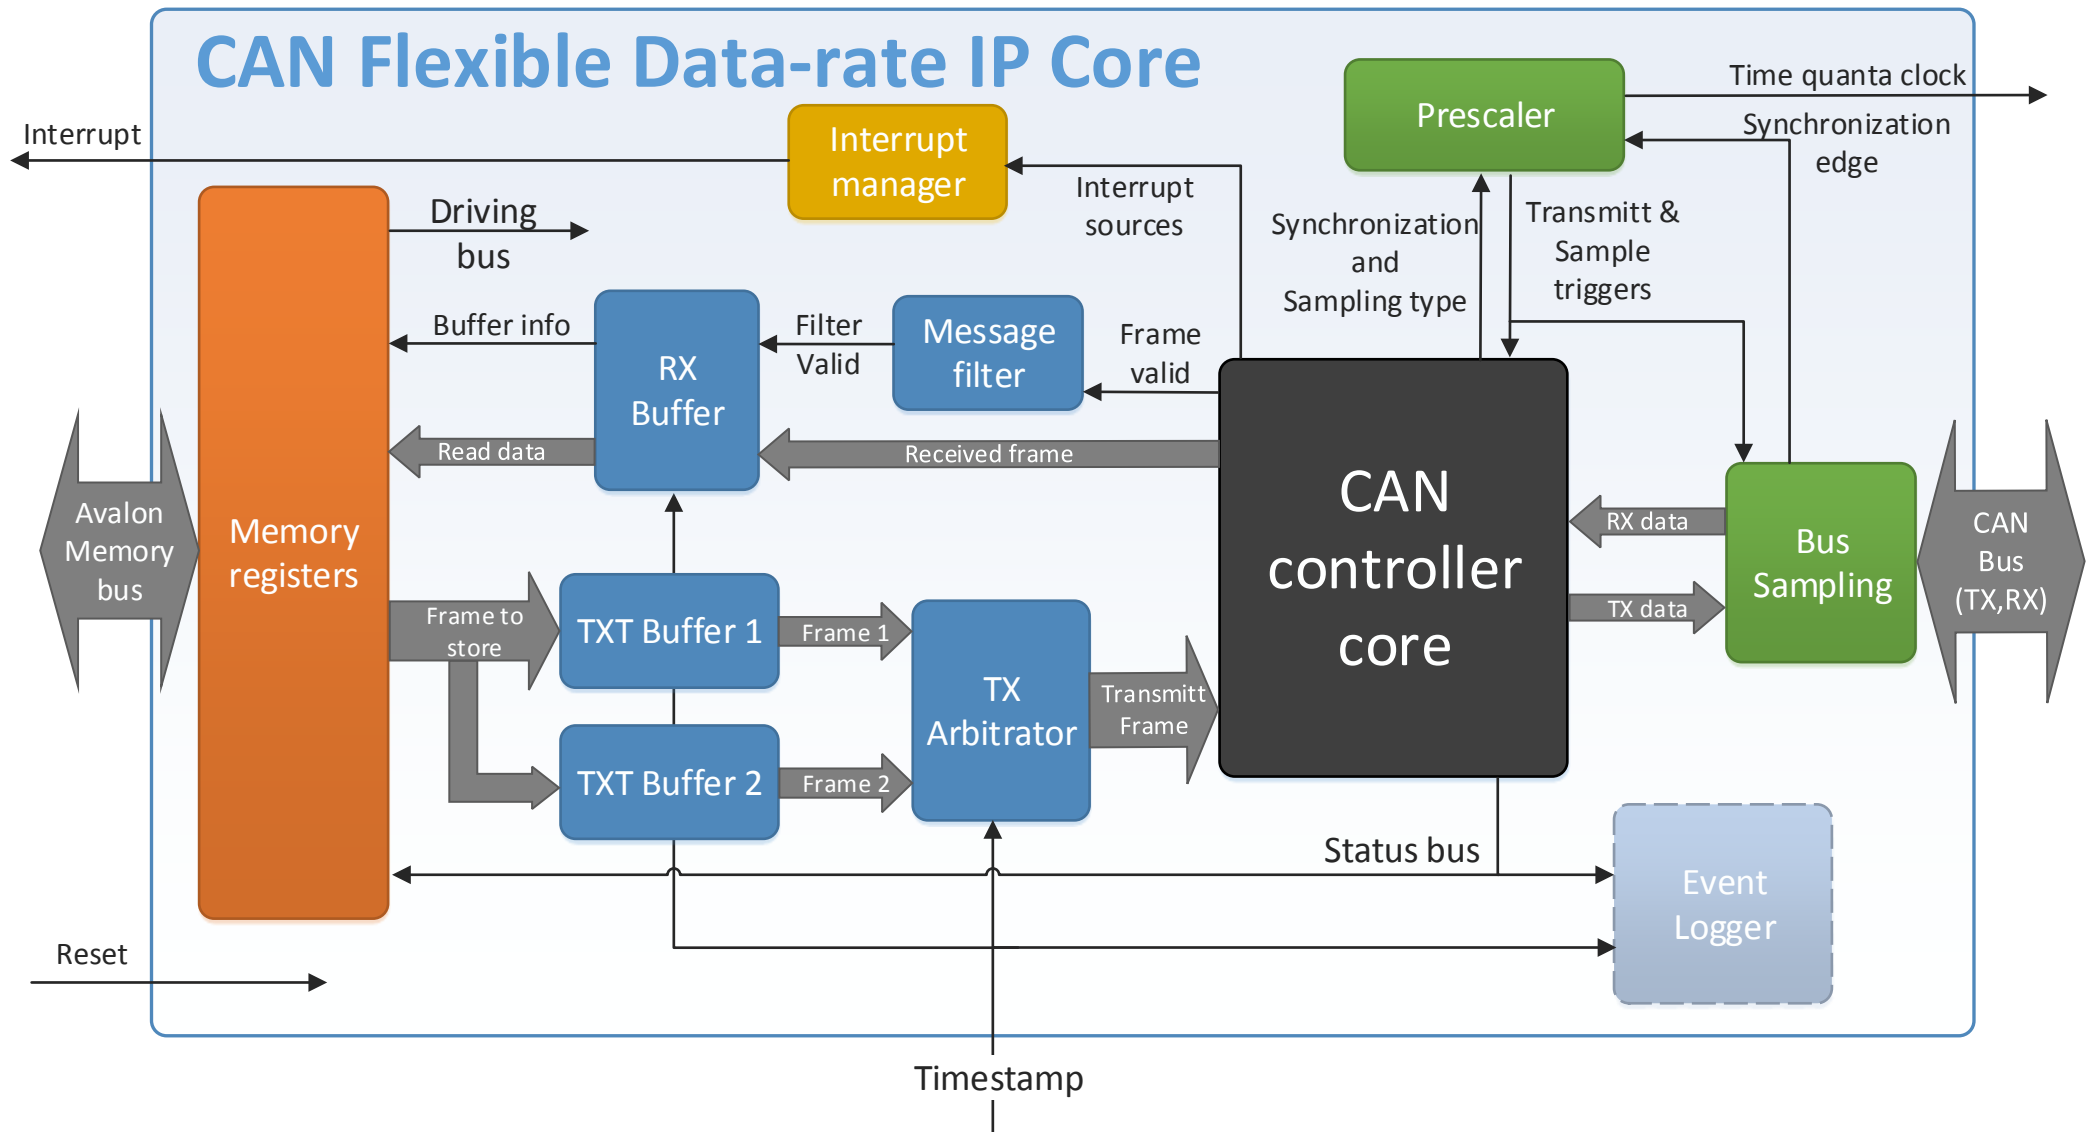 CAN Flexible Data-rate IP Core
Time quanta clock
Prescaler
Interrupt
Interrupt
manager
Synchronization
edge
Interrupt
sources
Driving
bus
Synchronization
and
Sampling type
Transmitt &
Sample
triggers
Buffer info
RX
Buffer
Filter
Valid
Message
filter
Frame
valid
Read data
Received frame
Avalon
Memory
bus
Memory
registers
CAN
controller
core
RX data
TX data
Bus
Sampling
CAN
Bus
(TX,RX)
Frame to
store
TXT Buffer 1
Frame 1
TX
Arbitrator
Transmitt
Frame
TXT Buffer 2
Frame 2
Status bus
Event
Logger
Reset
Timestamp